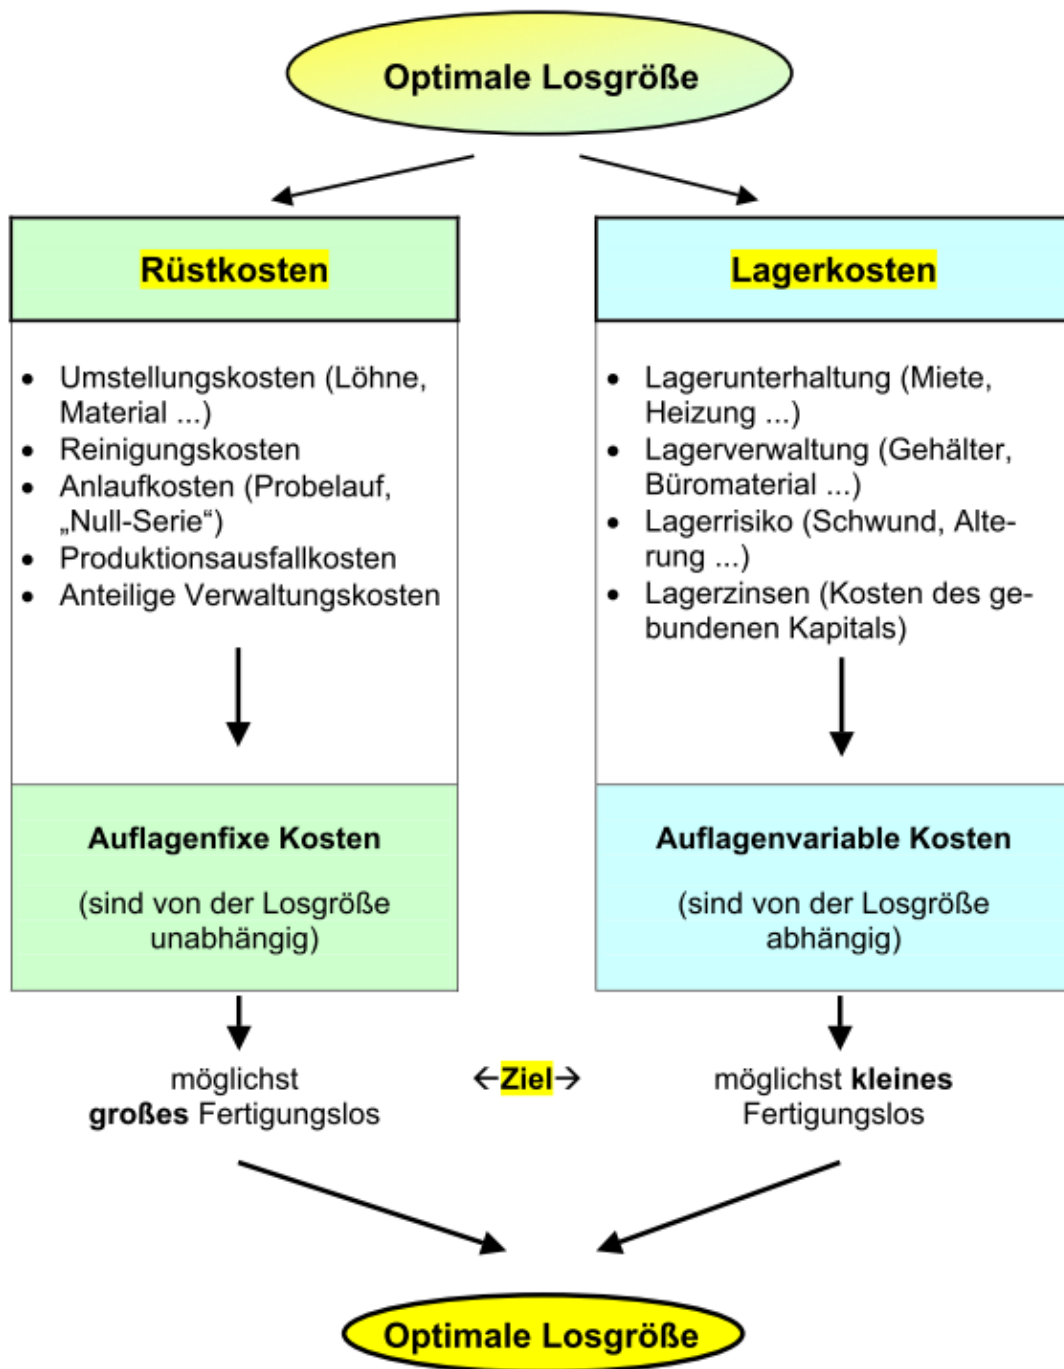 Optimale Losgröße
Rüstkosten
• Umstellungskosten (Löhne,
Material ...)
• Reinigungskosten
• Anlaufkosten (Probelauf,
„Null-Serie“)
• Produktionsausfallkosten
• Anteilige Verwaltungskosten
Auflagenfixe Kosten
(sind von der Losgröße
unabhängig)
möglichst
großes Fertigungslos
Lagerkosten
• Lagerunterhaltung (Miete,
Heizung ...)
• Lagerverwaltung (Gehälter,
Büromaterial ...)
• Lagerrisiko (Schwund, Alte-
rung ...)
• Lagerzinsen (Kosten des ge-
bundenen Kapitals)
Auflagenvariable Kosten
(sind von der Losgröße
abhängig)
möglichst kleines
Fertigungslos
←Ziel→
Optimale Losgröße